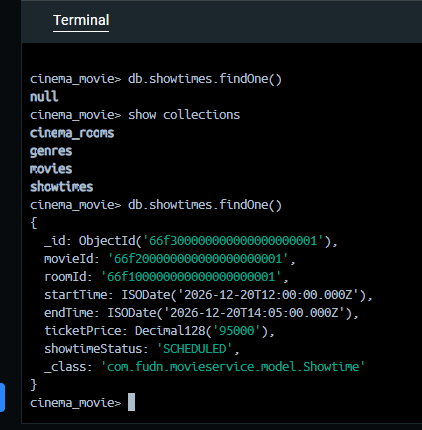 Terminal
cinema_movie> db.showtimes.findOne()
null
cinema_movie> show collections
cinema_rooms
genres
movies
showtimes
cinema_movie> db.showtimes.findOne()
{
  _id: ObjectId('66f300000000000000000001'),
  movieId: '66f200000000000000000001',
  roomId: '66f100000000000000000001',
  startTime: ISODate('2026-12-20T12:00:00.000Z'),
  endTime: ISODate('2026-12-20T14:05:00.000Z'),
  ticketPrice: Decimal128('95000'),
  showtimeStatus: 'SCHEDULED',
  _class: 'com.fudn.movieservice.model.Showtime'
}
cinema_movie>